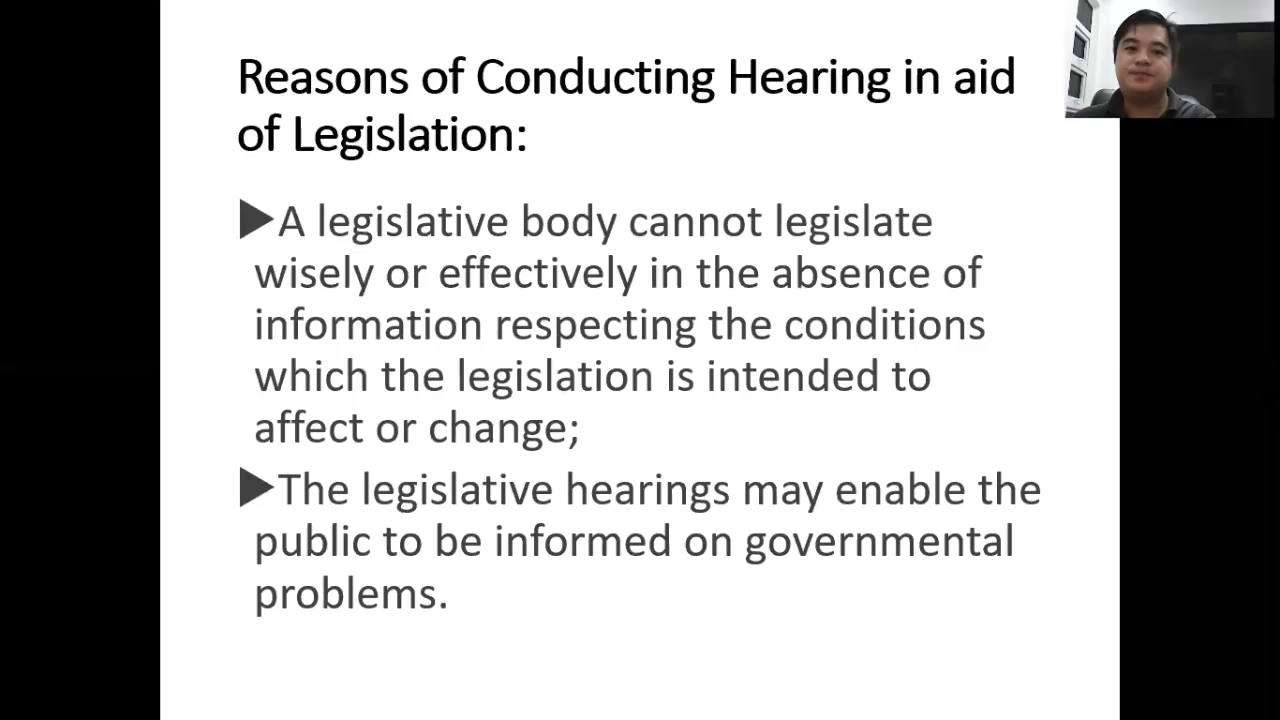 Reasons of Conducting Hearing in aid
of Legislation:
▶A legislative body cannot legislate
wisely or effectively in the absence of
information respecting the conditions
which the legislation is intended to
affect or change;
▶The legislative hearings may enable the
public to be informed on governmental
problems.